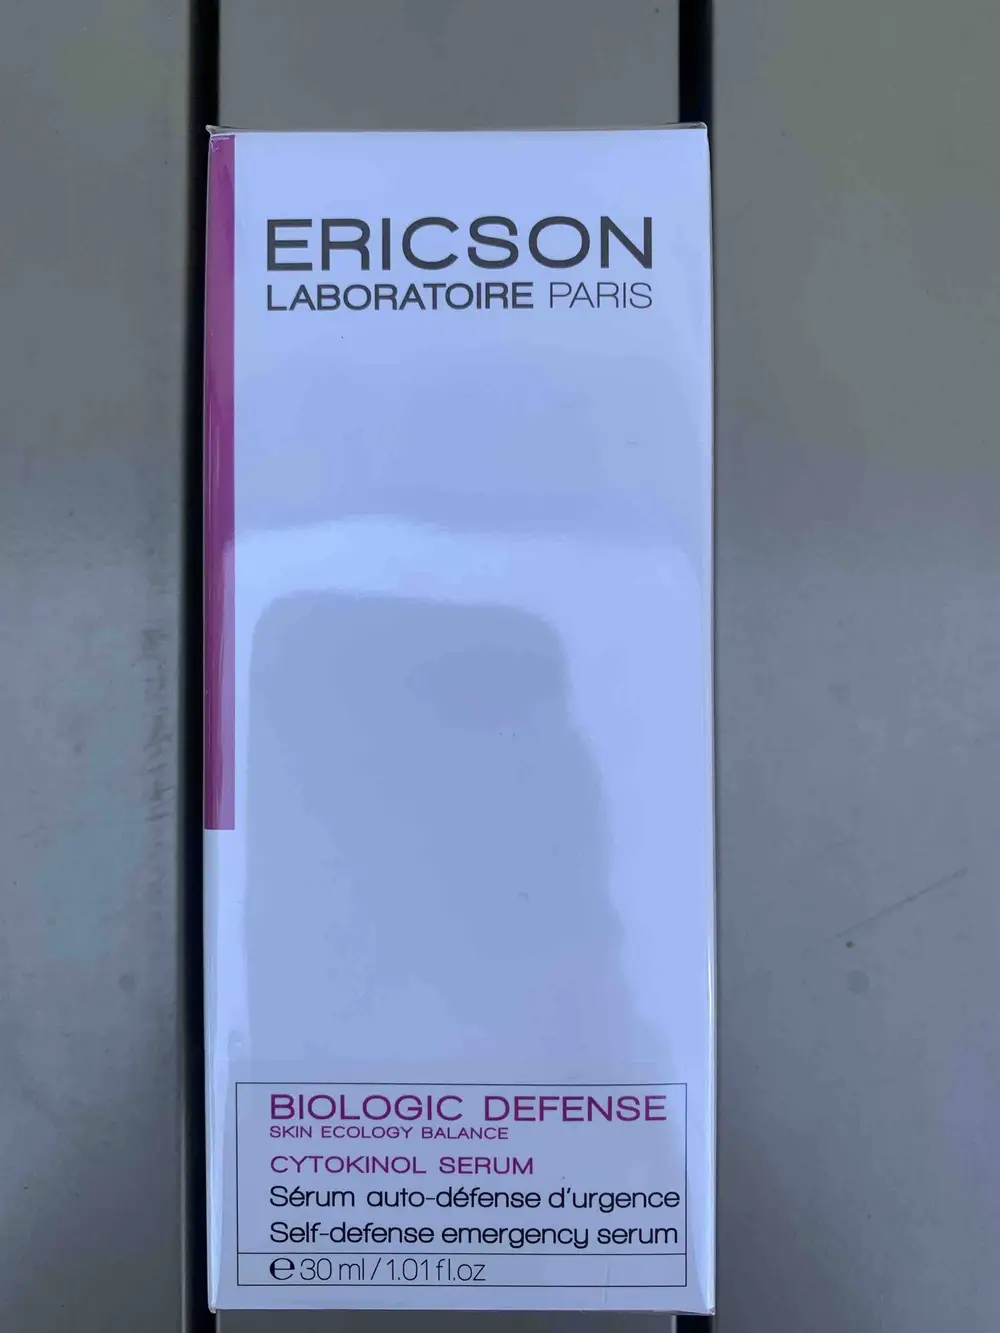 ERICSON
LABORATOIRE PARIS
BIOLOGIC DEFENSE
SKIN ECOLOGY BALANCE
CYTOKINOL SERUM
Sérum auto-défense d'urgence
Self-defense emergency serum
℮ 30 ml / 1.01 fl.oz